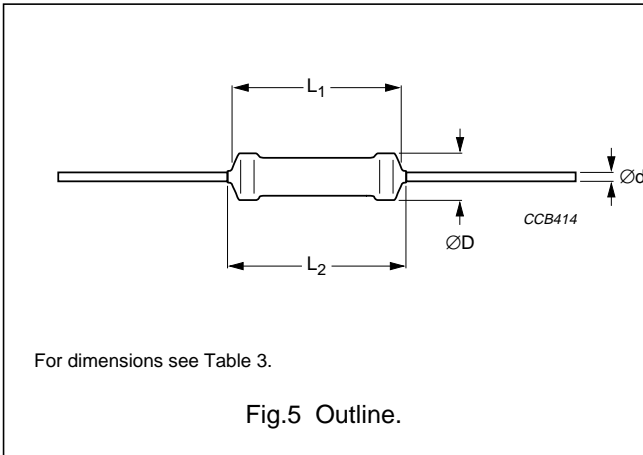 L1
Ød
CCB414
ØD
L2
For dimensions see Table 3.
Fig.5 Outline.